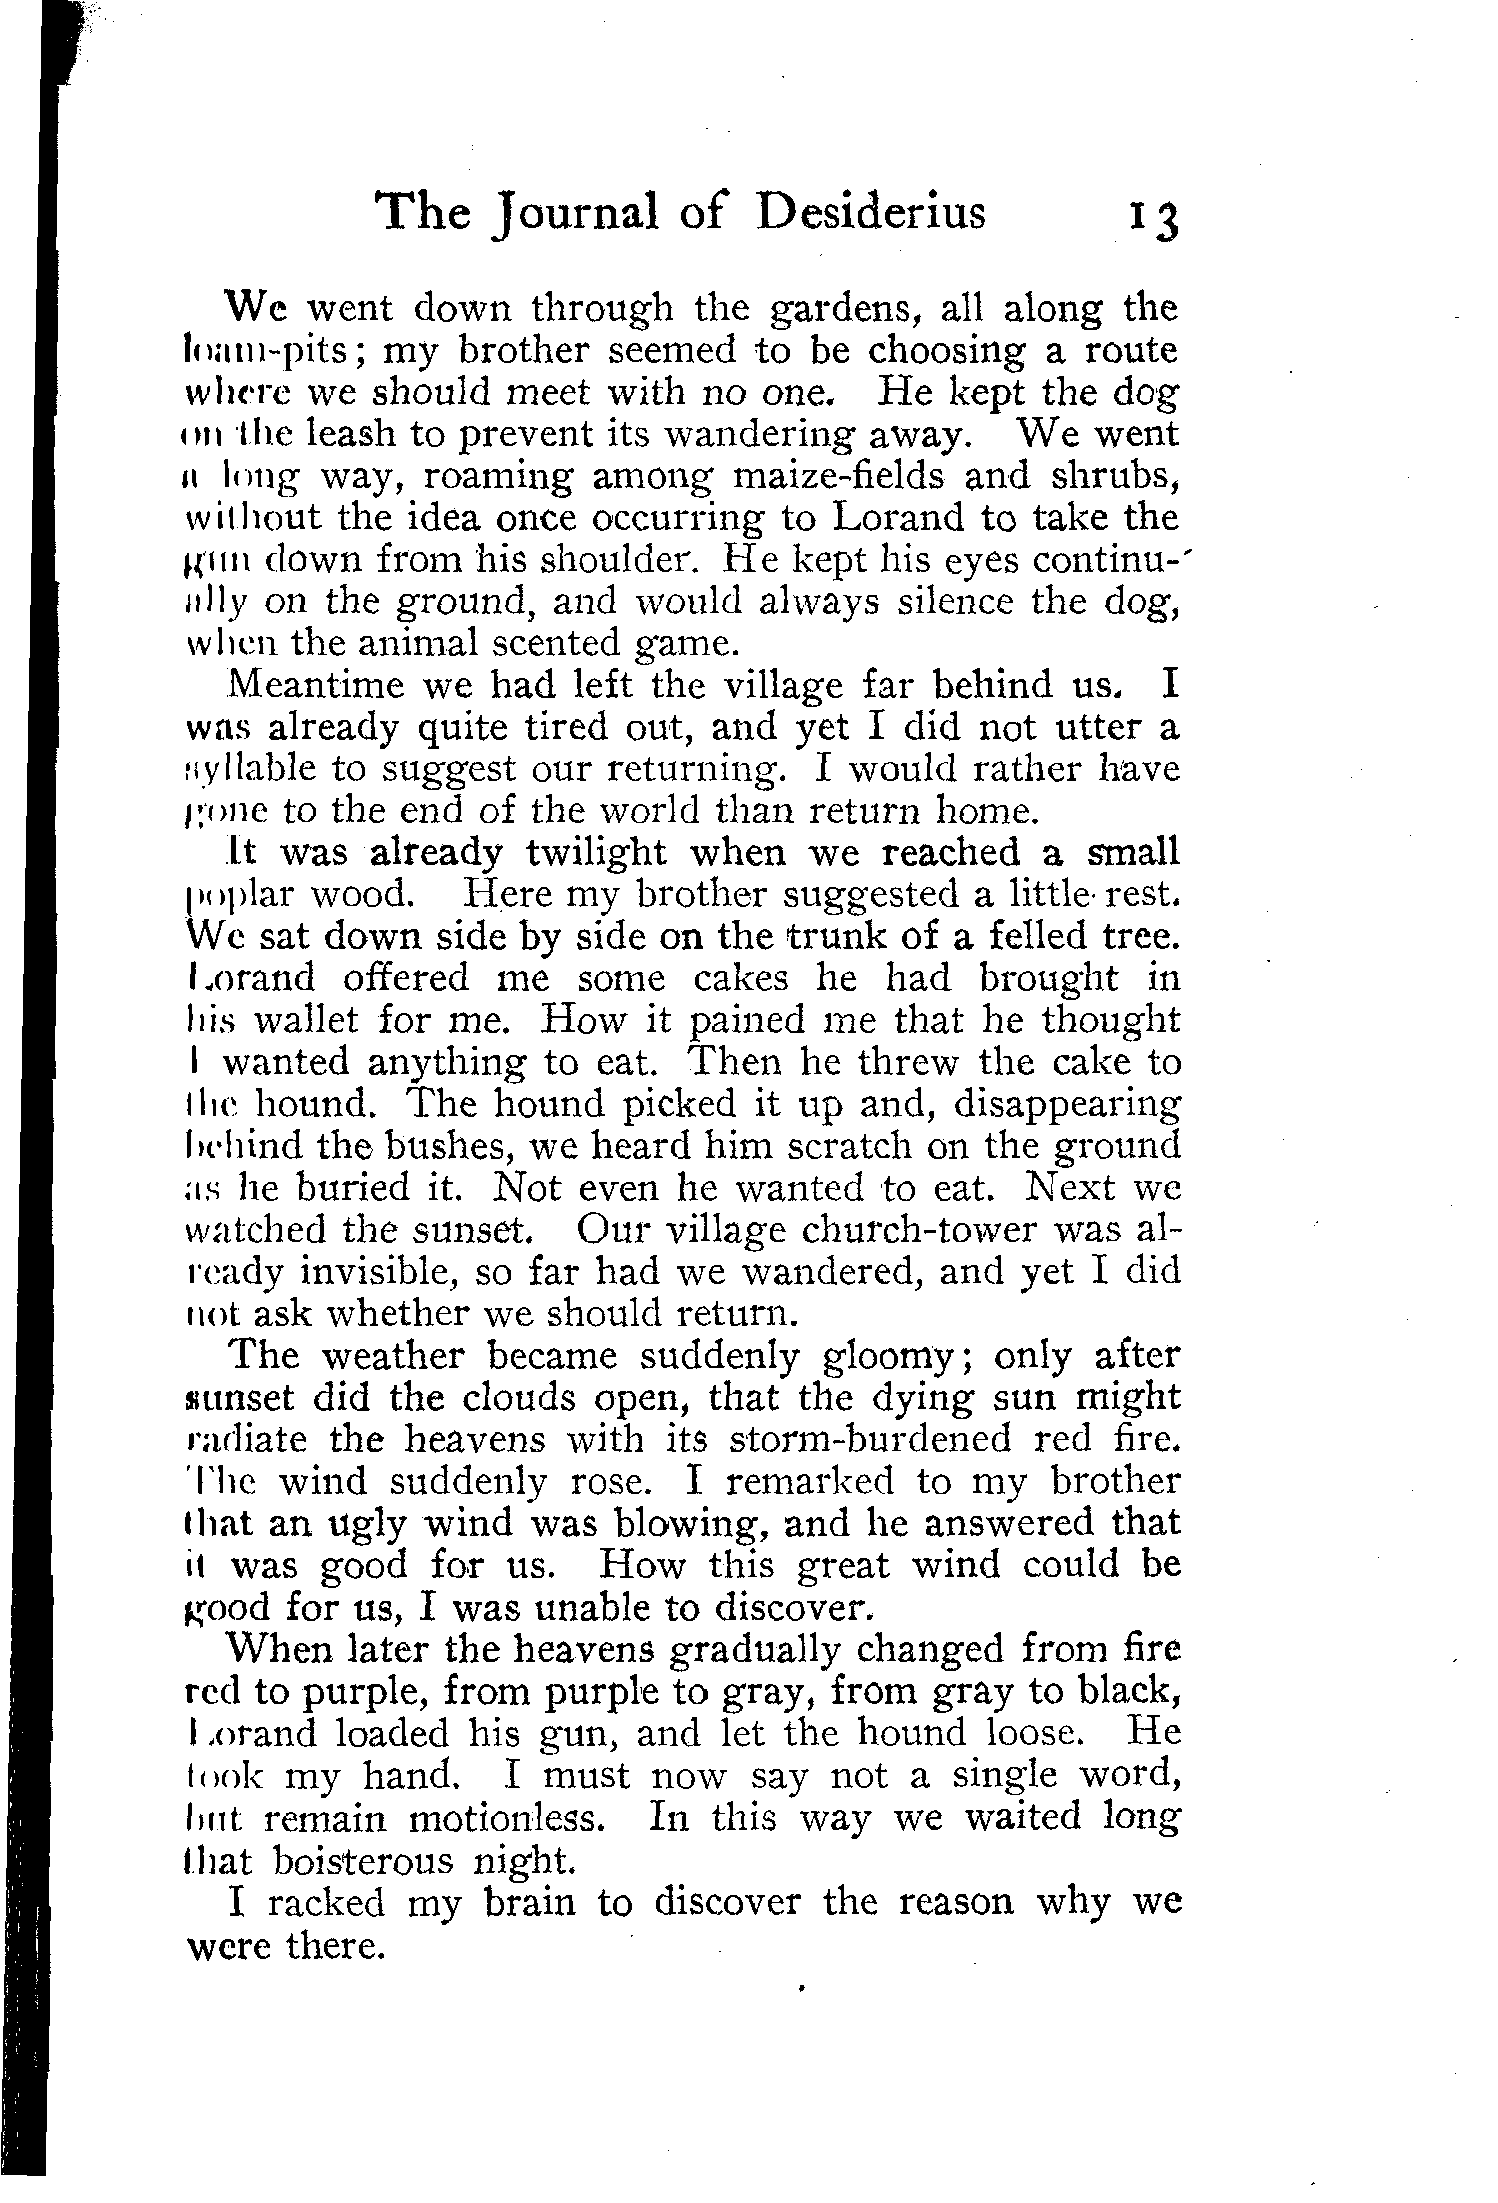 The Journal of Desiderius 13
We went down through the gardens, all along the
loam-pits; my brother seemed to be choosing a route
where we should meet with no one. He kept the dog
on the leash to prevent its wandering away. We went
a long way, roaming among maize-fields and shrubs,
without the idea once occurring to Lorand to take the
gun down from his shoulder. He kept his eyes continu-
ally on the ground, and would always silence the dog,
when the animal scented game.
Meantime we had left the village far behind us. I
was already quite tired out, and yet I did not utter a
syllable to suggest our returning. I would rather have
gone to the end of the world than return home.
It was already twilight when we reached a small
poplar wood. Here my brother suggested a little rest.
We sat down side by side on the trunk of a felled tree.
Lorand offered me some cakes he had brought in
his wallet for me. How it pained me that he thought
I wanted anything to eat. Then he threw the cake to
the hound. The hound picked it up and, disappearing
behind the bushes, we heard him scratch on the ground
as he buried it. Not even he wanted to eat. Next we
watched the sunset. Our village church-tower was al-
ready invisible, so far had we wandered, and yet I did
not ask whether we should return.
The weather became suddenly gloomy; only after
sunset did the clouds open, that the dying sun might
radiate the heavens with its storm-burdened red fire.
The wind suddenly rose. I remarked to my brother
that an ugly wind was blowing, and he answered that
it was good for us. How this great wind could be
good for us, I was unable to discover.
When later the heavens gradually changed from fire
red to purple, from purple to gray, from gray to black,
Lorand loaded his gun, and let the hound loose. He
took my hand. I must now say not a single word,
but remain motionless. In this way we waited long
that boisterous night.
I racked my brain to discover the reason why we
were there.